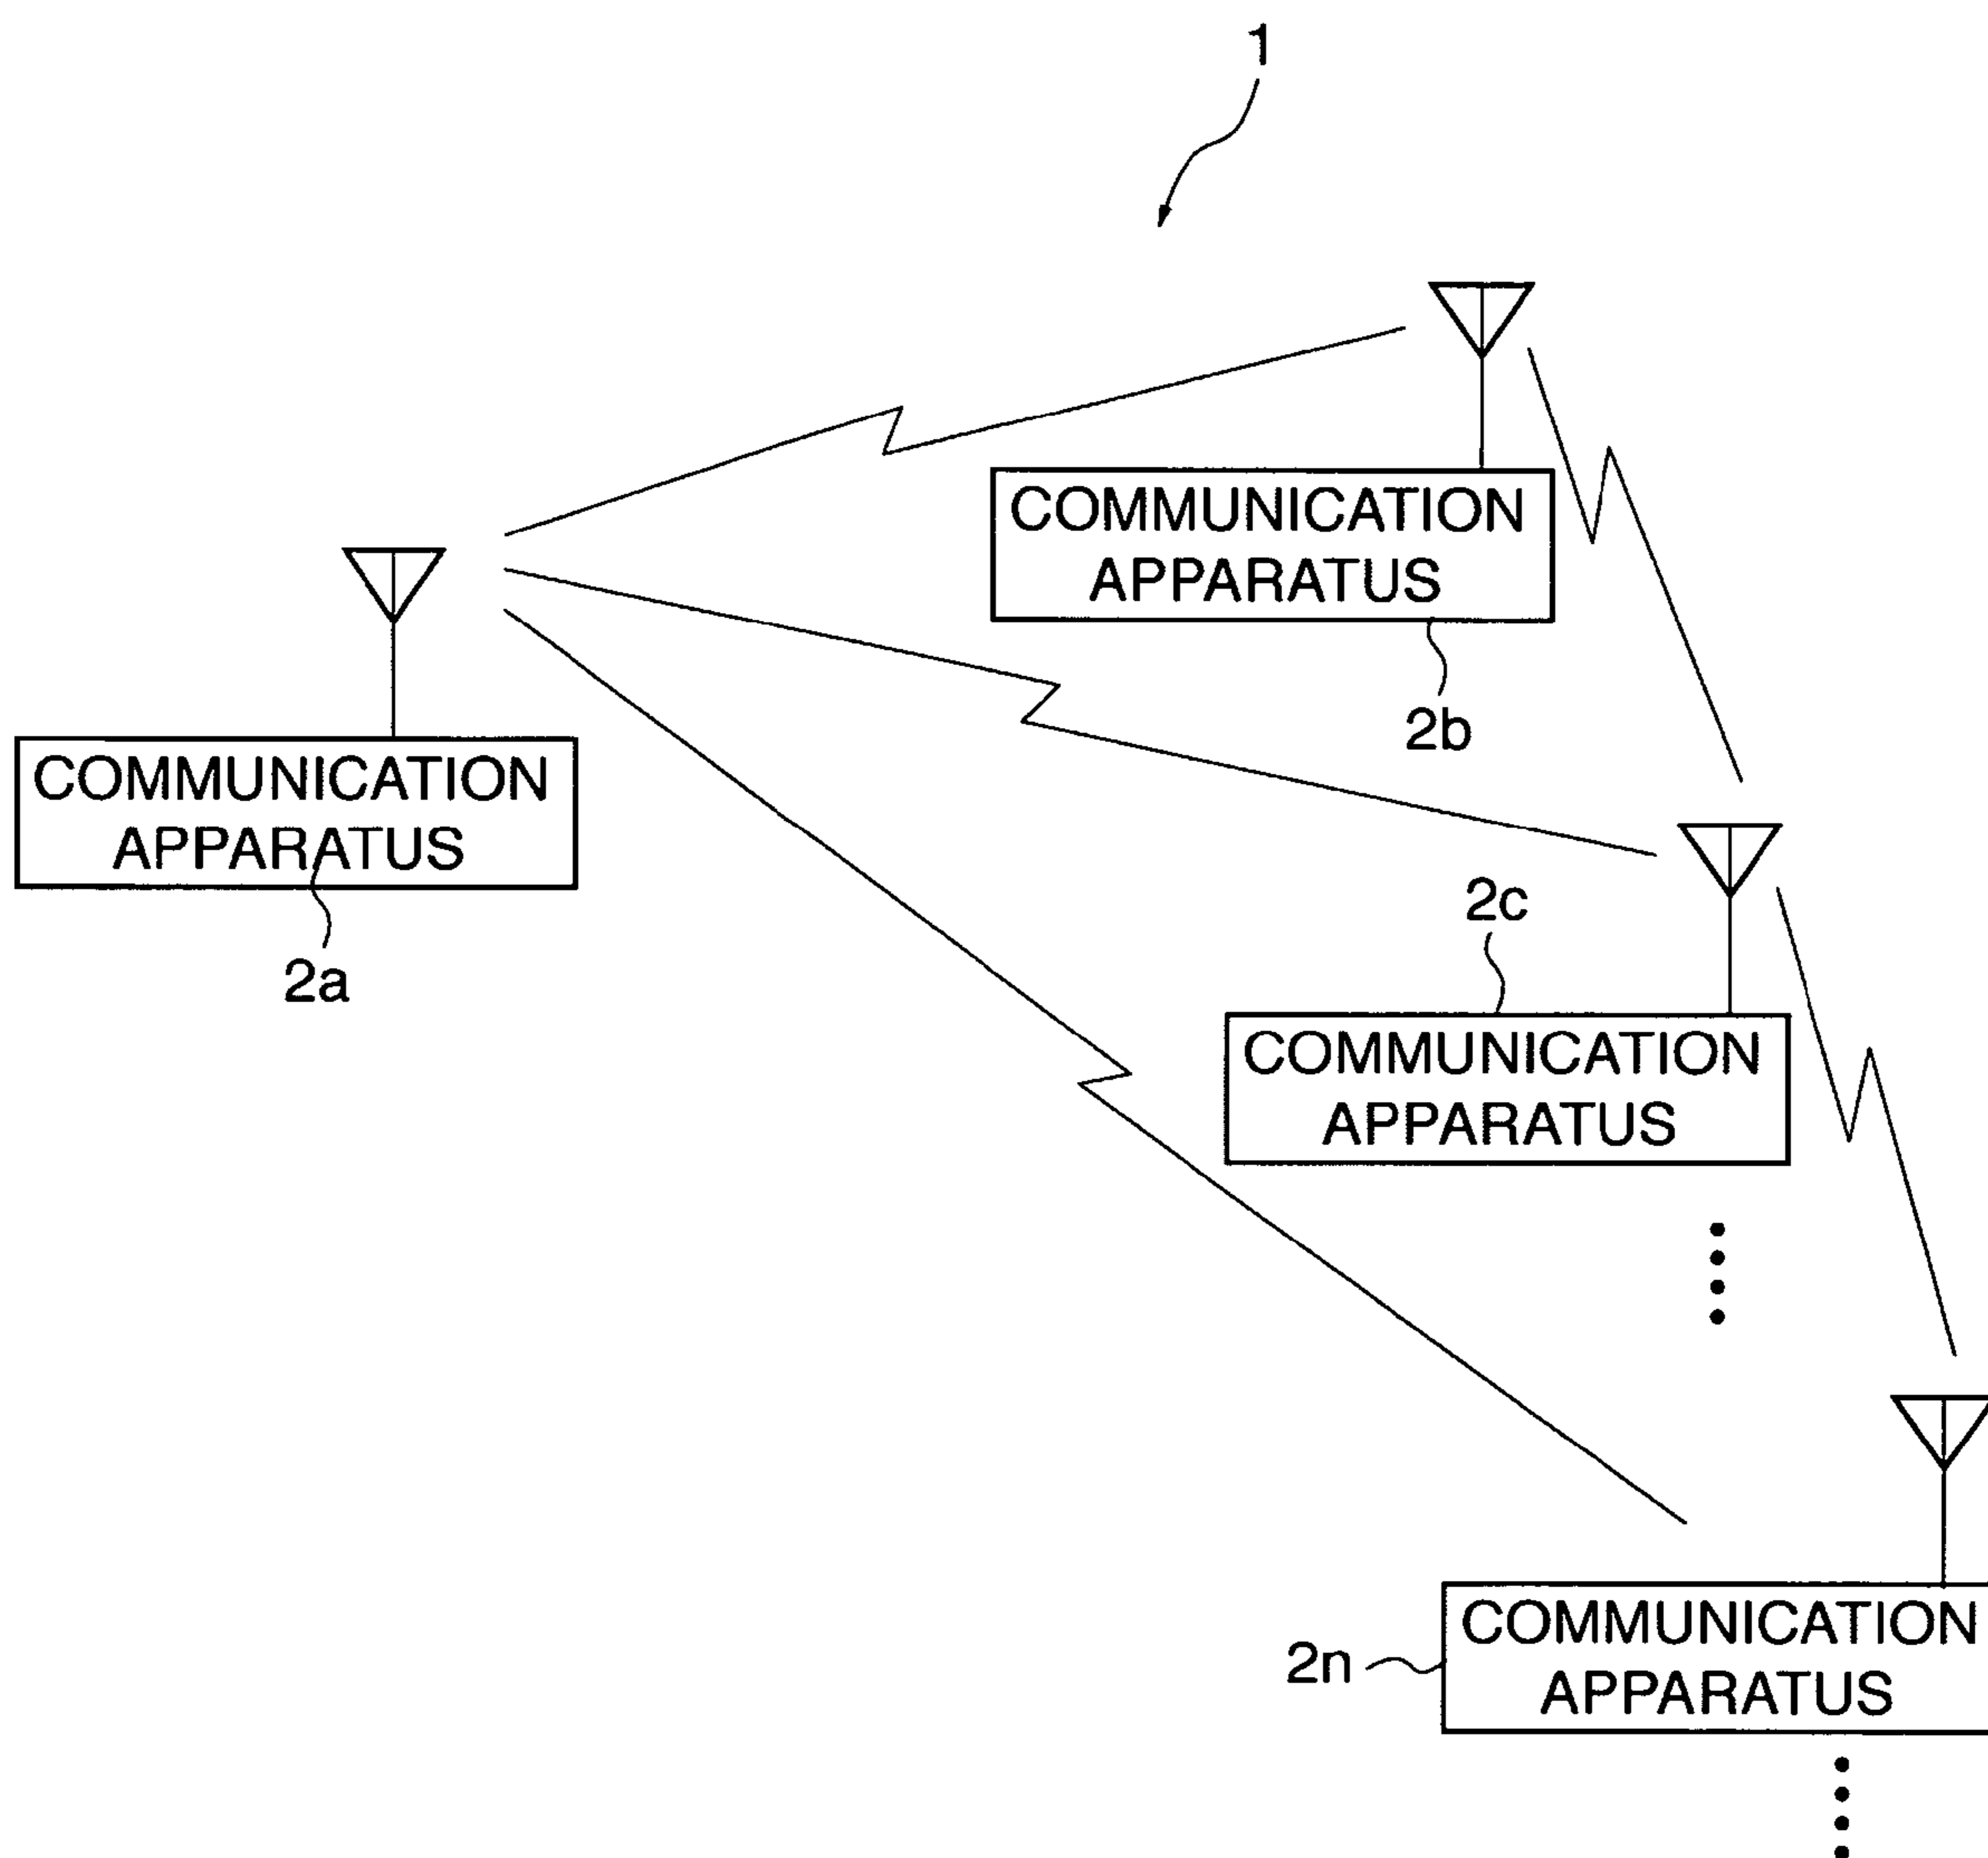 1
COMMUNICATION
APPARATUS
2b
COMMUNICATION
APPARATUS
2a
2c
COMMUNICATION
APPARATUS
2n
COMMUNICATION
APPARATUS